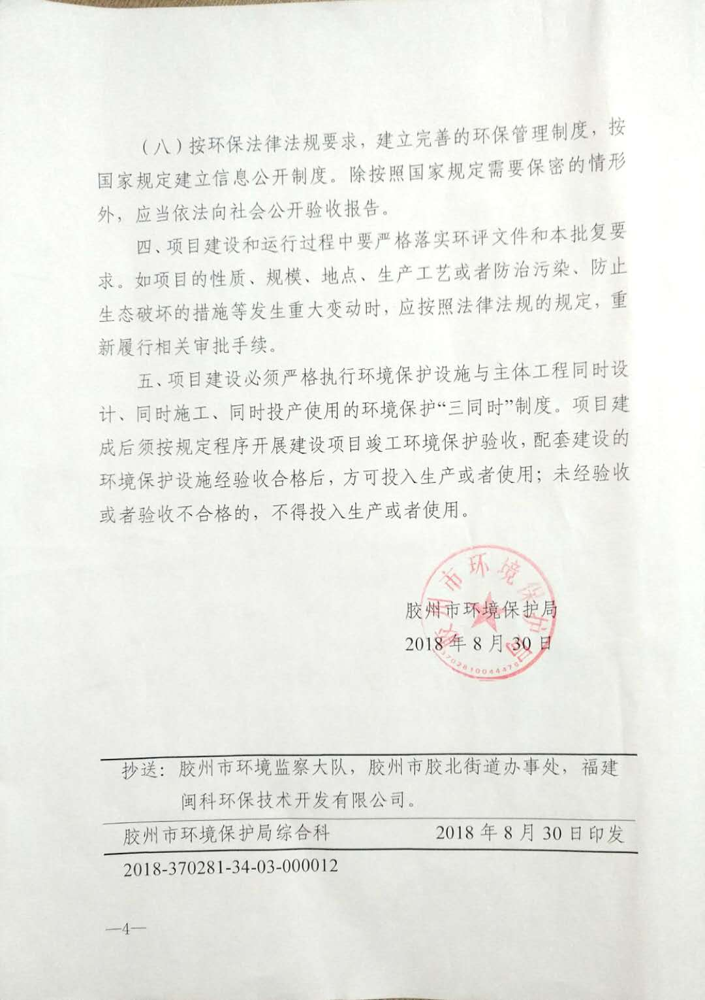 （八）按环保法律法规要求，建立完善的环保管理制度，按
国家规定建立信息公开制度。除按照国家规定需要保密的情形
外，应当依法向社会公开验收报告。
四、项目建设和运行过程中要严格落实环评文件和本批复要
求。如项目的性质、规模、地点、生产工艺或者防治污染、防止
生态破坏的措施等发生重大变动时，应按照法律法规的规定，重
新履行相关审批手续。
五、项目建设必须严格执行环境保护设施与主体工程同时设
计、同时施工、同时投产使用的环境保护“三同时”制度。项目建
成后须按规定程序开展建设项目竣工环境保护验收，配套建设的
环境保护设施经验收合格后，方可投入生产或者使用；未经验收
或者验收不合格的，不得投入生产或者使用。
胶州市环境保护局
胶州市环境保护局
2018 年 8 月 30 日
抄送：胶州市环境监察大队，胶州市胶北街道办事处，福建
闽科环保技术开发有限公司。
胶州市环境保护局综合科 2018 年 8 月 30 日印发
2018-370281-34-03-000012
—4—